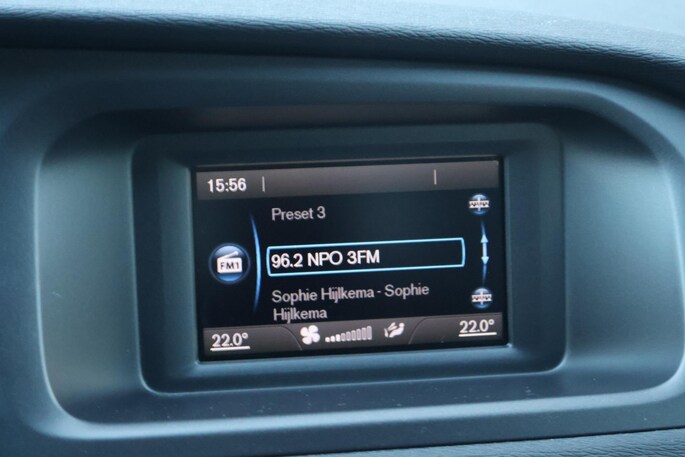 15:56
Preset 3
FM1
96.2 NPO 3FM
Sophie Hijlkema - Sophie
Hijlkema
22.0°
22.0°